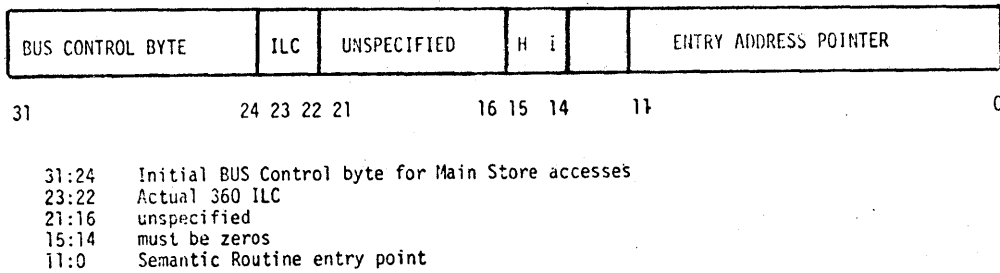 BUS CONTROL BYTE ILC UNSPECIFIED H i ENTRY ADDRESS POINTER
31 24 23 22 21 16 15 14 11 0
31:24 Initial BUS Control byte for Main Store accesses
23:22 Actual 360 ILC
21:16 unspecified
15:14 must be zeros
11:0 Semantic Routine entry point